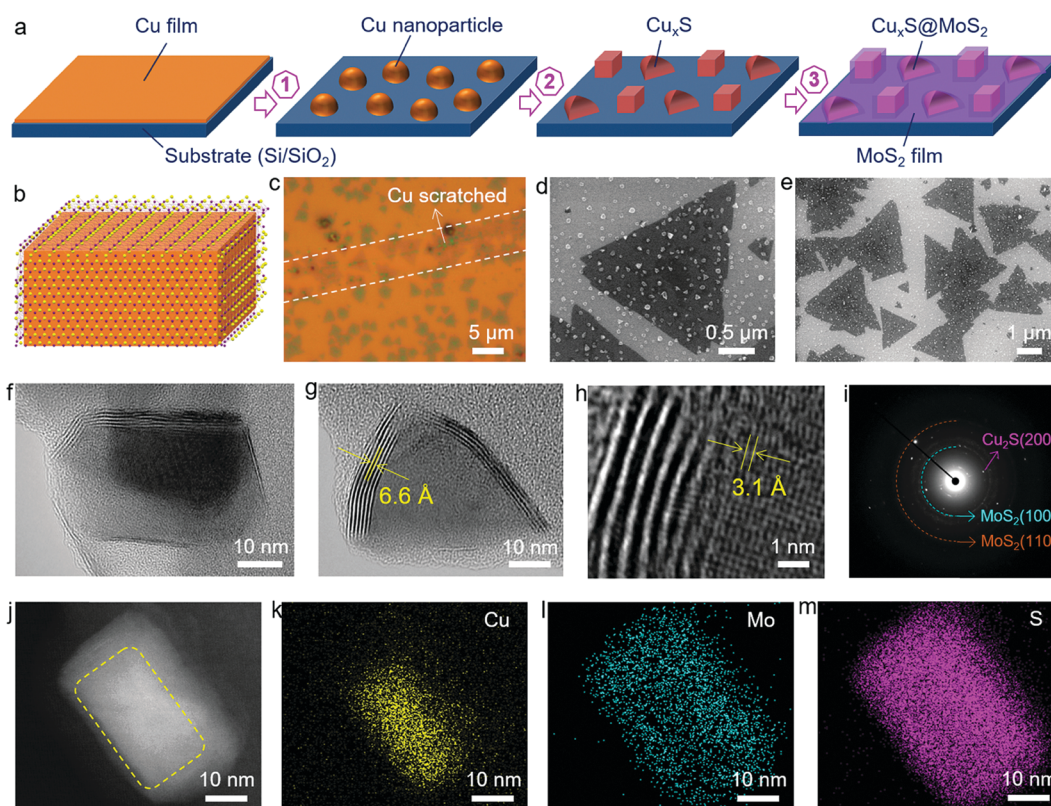 a
Cu film
Cu nanoparticle
CuₓS
CuₓS@MoS₂
1
2
3
Substrate (Si/SiO₂)
MoS₂ film
b
c
Cu scratched
5 μm
d
0.5 μm
e
1 μm
f
10 nm
g
6.6 Å
10 nm
h
3.1 Å
1 nm
i
Cu₂S(200
MoS₂(100
MoS₂(110
j
10 nm
k
Cu
10 nm
l
Mo
10 nm
m
S
10 nm